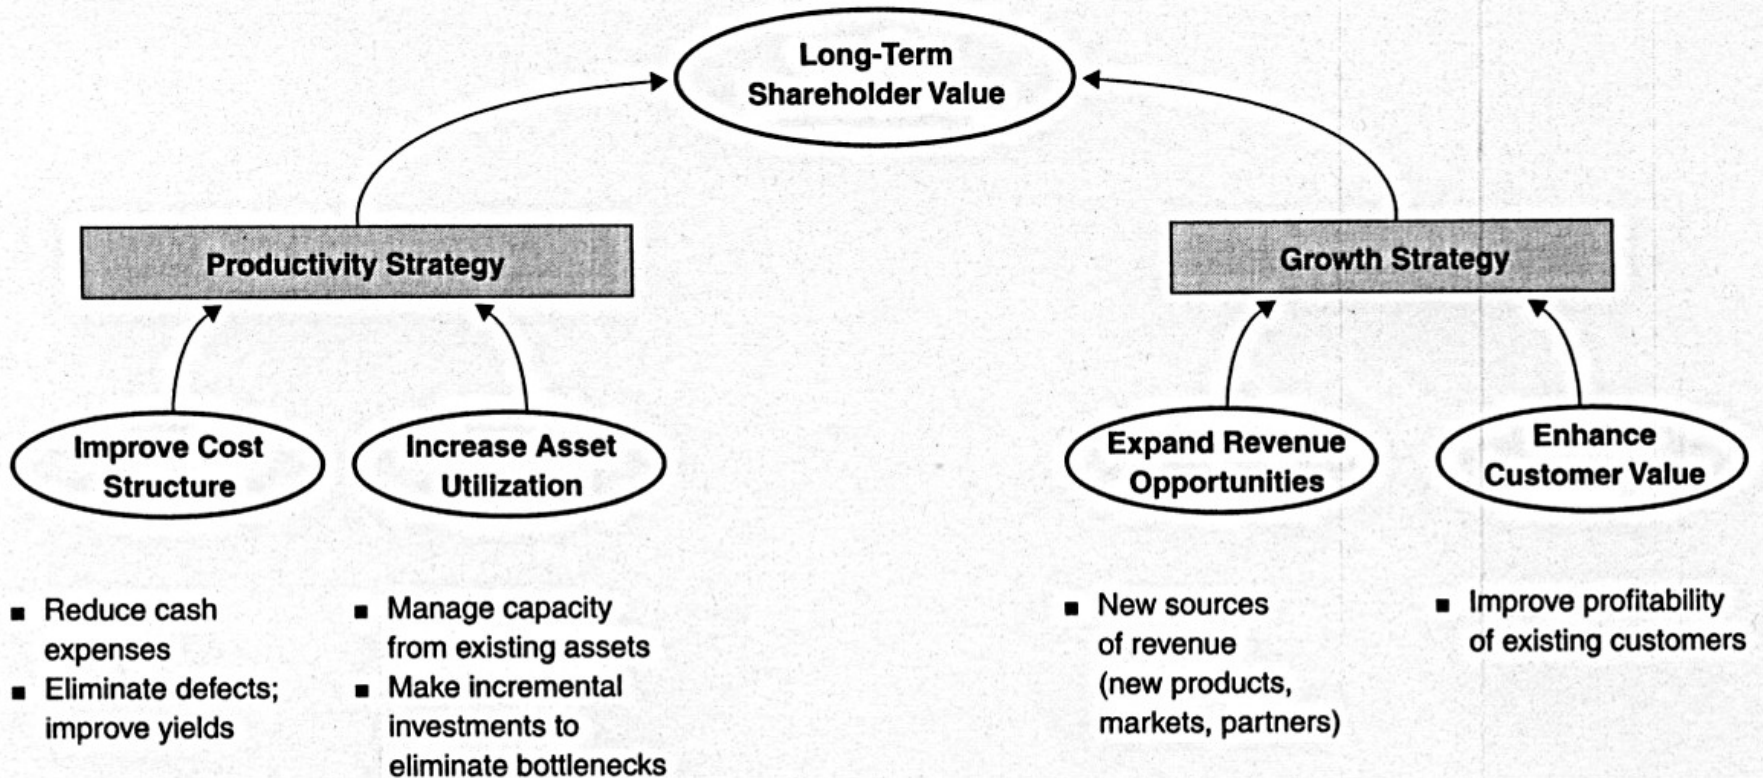 Long-Term
Shareholder Value
Productivity Strategy
Growth Strategy
Improve Cost
Structure
Increase Asset
Utilization
Expand Revenue
Opportunities
Enhance
Customer Value
■ Reduce cash
expenses
■ Eliminate defects;
improve yields
■ Manage capacity
from existing assets
■ Make incremental
investments to
eliminate bottlenecks
■ New sources
of revenue
(new products,
markets, partners)
■ Improve profitability
of existing customers